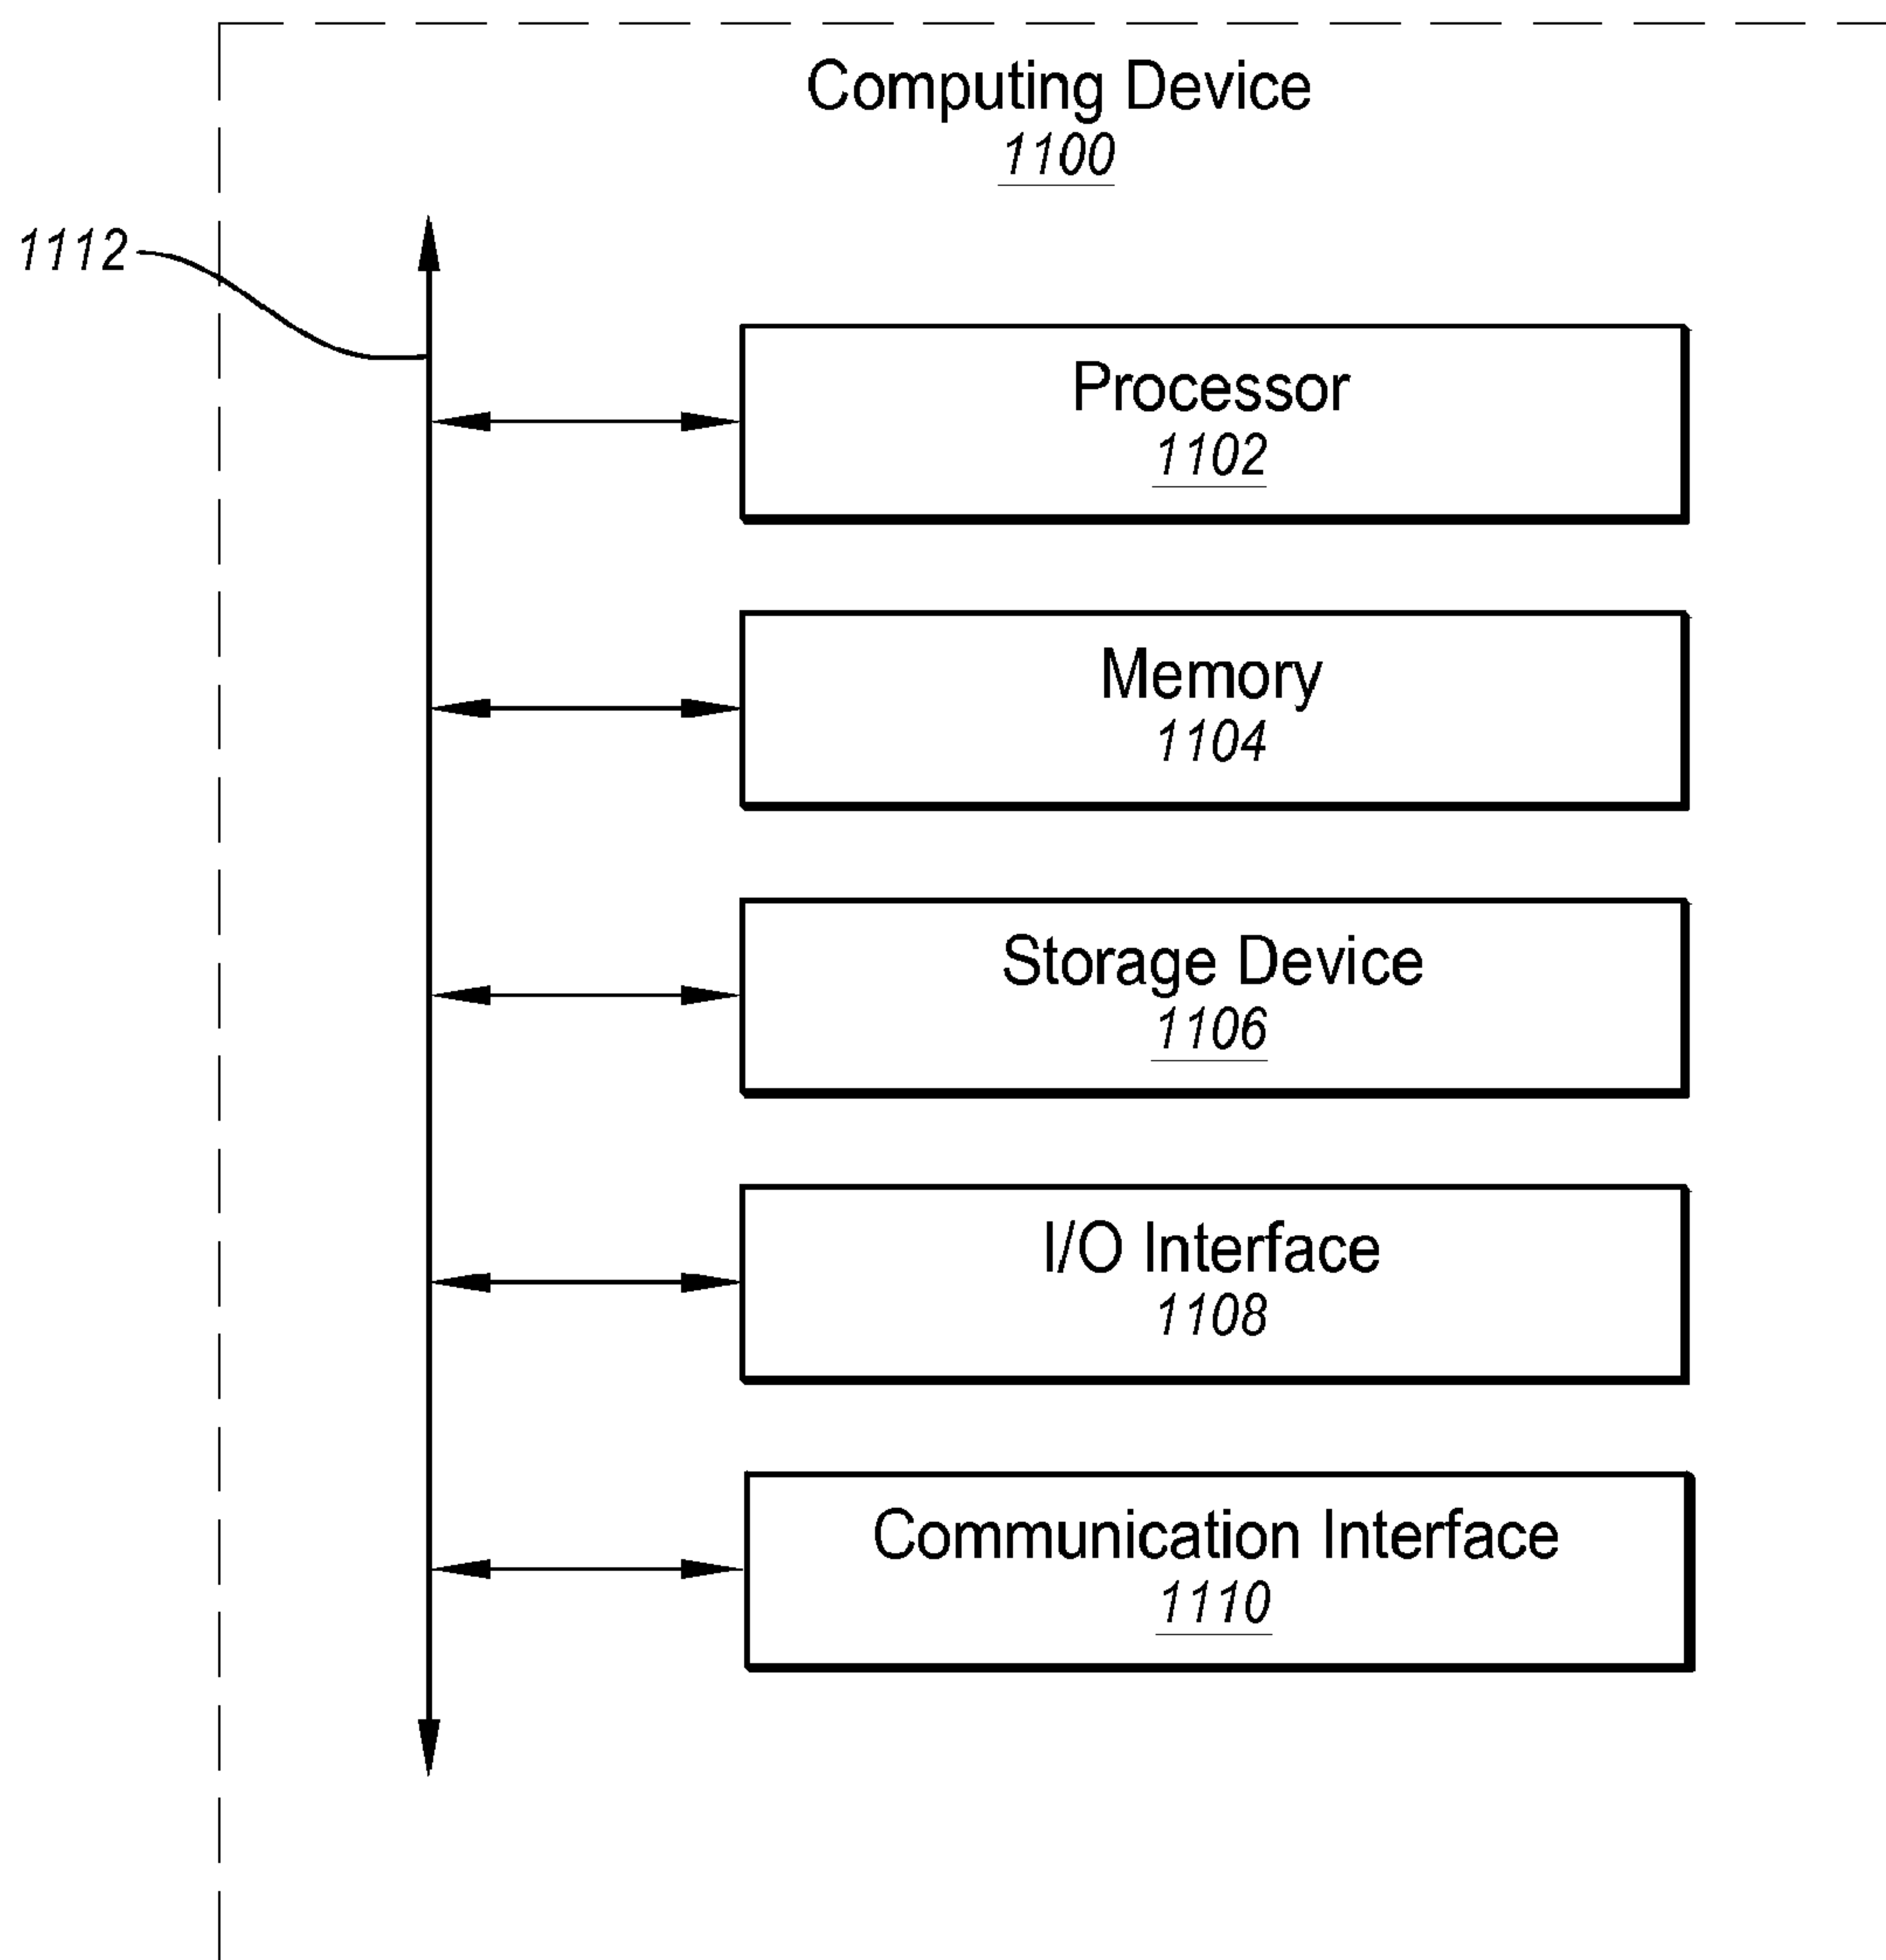 Computing Device
1100
1112
Processor
1102
Memory
1104
Storage Device
1106
I/O Interface
1108
Communication Interface
1110